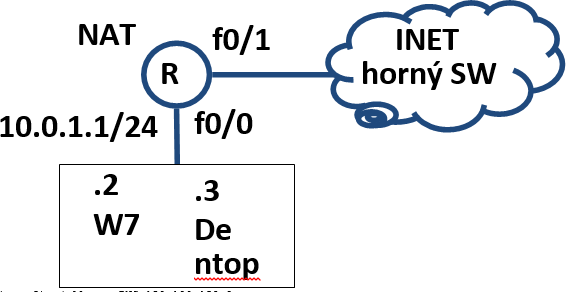 NAT
f0/1
INET
horný SW
R
10.0.1.1/24
f0/0
.2
.3
W7
De
ntop